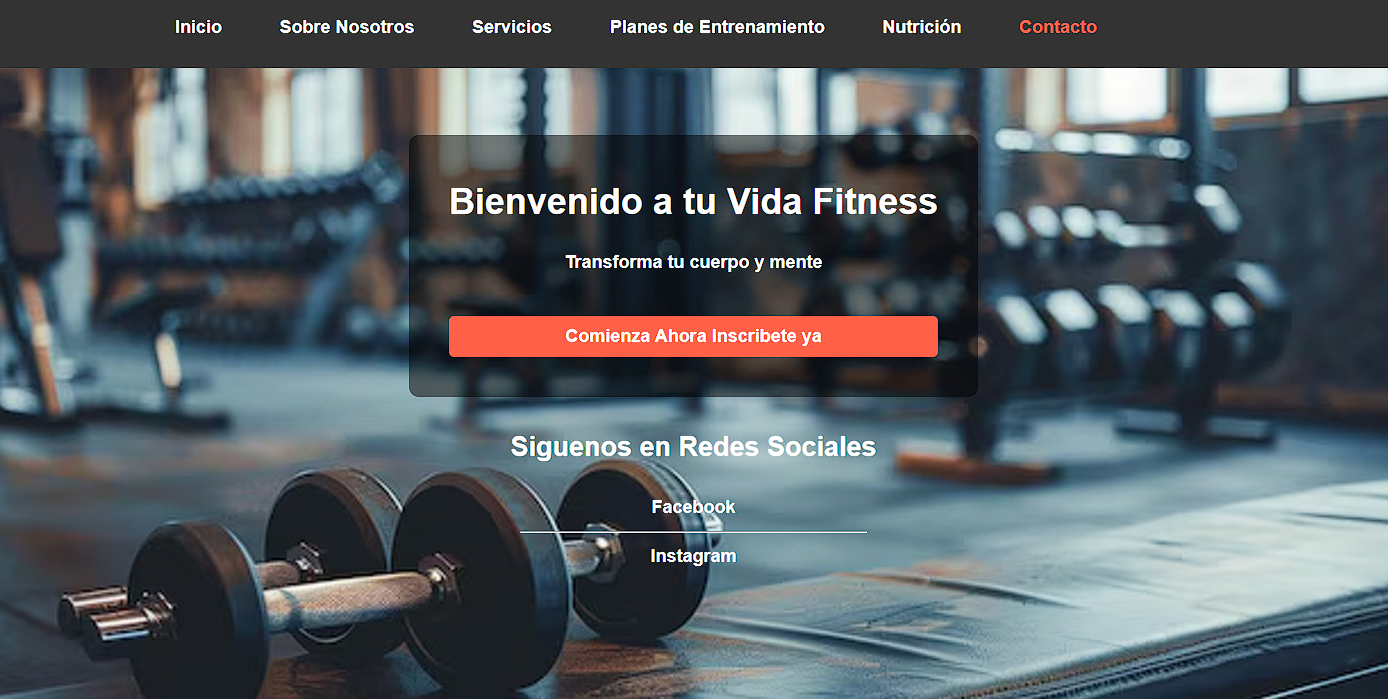 Inicio Sobre Nosotros Servicios Planes de Entrenamiento Nutrición Contacto
Bienvenido a tu Vida Fitness
Transforma tu cuerpo y mente
Comienza Ahora Inscribete ya
Siguenos en Redes Sociales
Facebook
Instagram